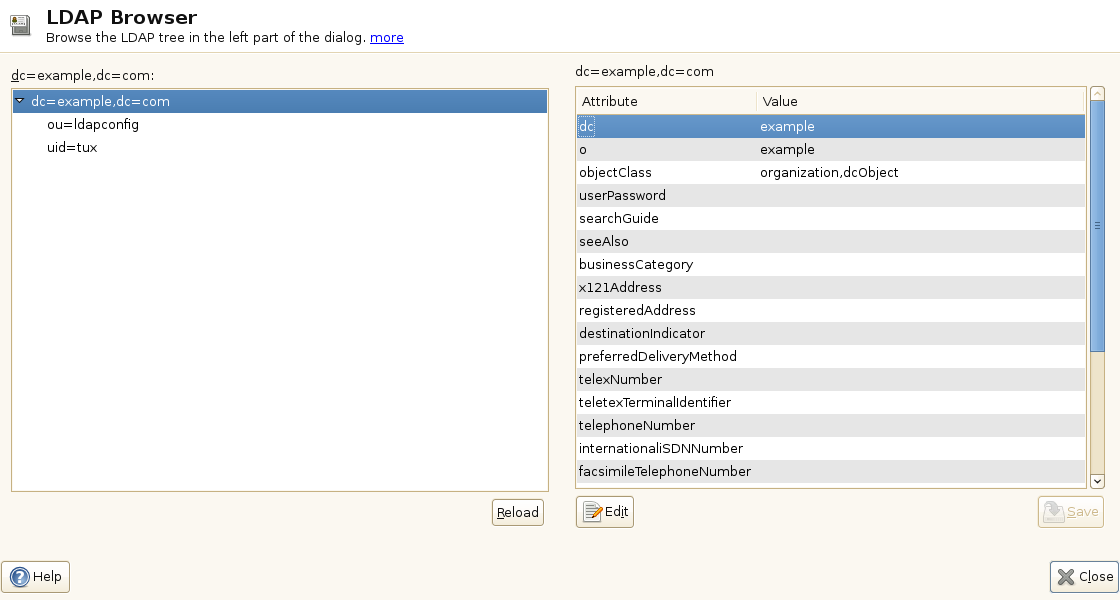 LDAP Browser
Browse the LDAP tree in the left part of the dialog. more
dc=example,dc=com:
dc=example,dc=com
ou=ldapconfig
uid=tux
Reload
dc=example,dc=com
Attribute Value
dc example
o example
objectClass organization,dcObject
userPassword
searchGuide
seeAlso
businessCategory
x121Address
registeredAddress
destinationIndicator
preferredDeliveryMethod
telexNumber
teletexTerminalIdentifier
telephoneNumber
internationaliSDNNumber
facsimileTelephoneNumber
Edit Save
Help Close